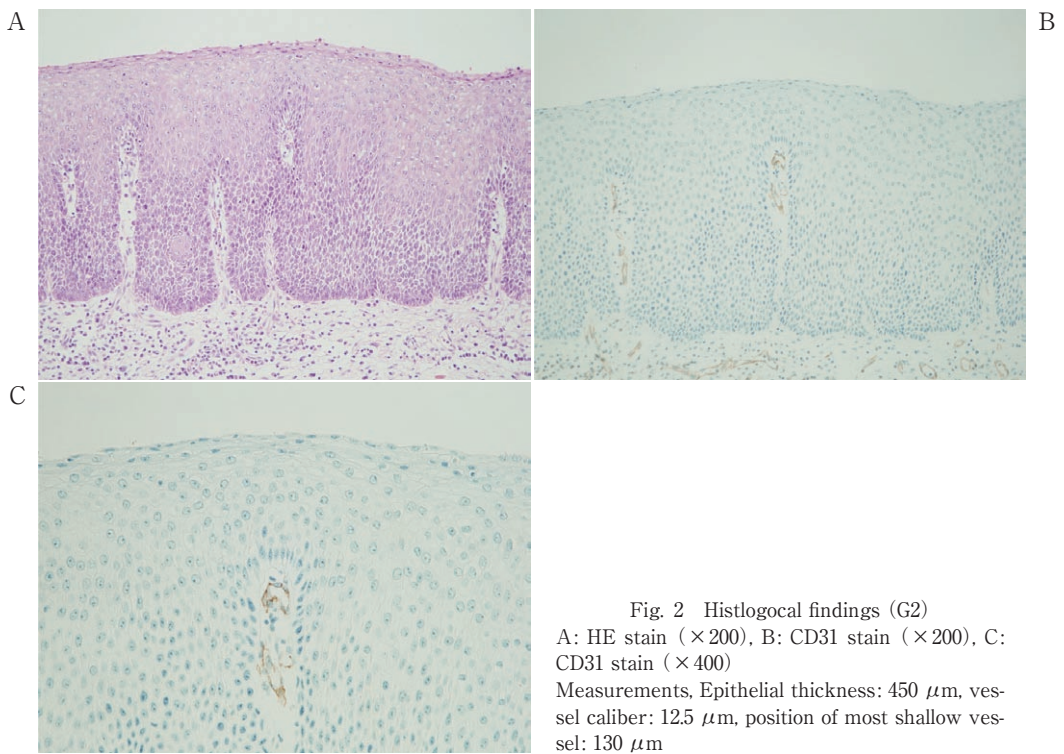 A
B
C
Fig. 2 Histlogocal findings (G2)
A: HE stain (×200), B: CD31 stain (×200), C:
CD31 stain (×400)
Measurements, Epithelial thickness: 450 μm, ves-
sel caliber: 12.5 μm, position of most shallow ves-
sel: 130 μm